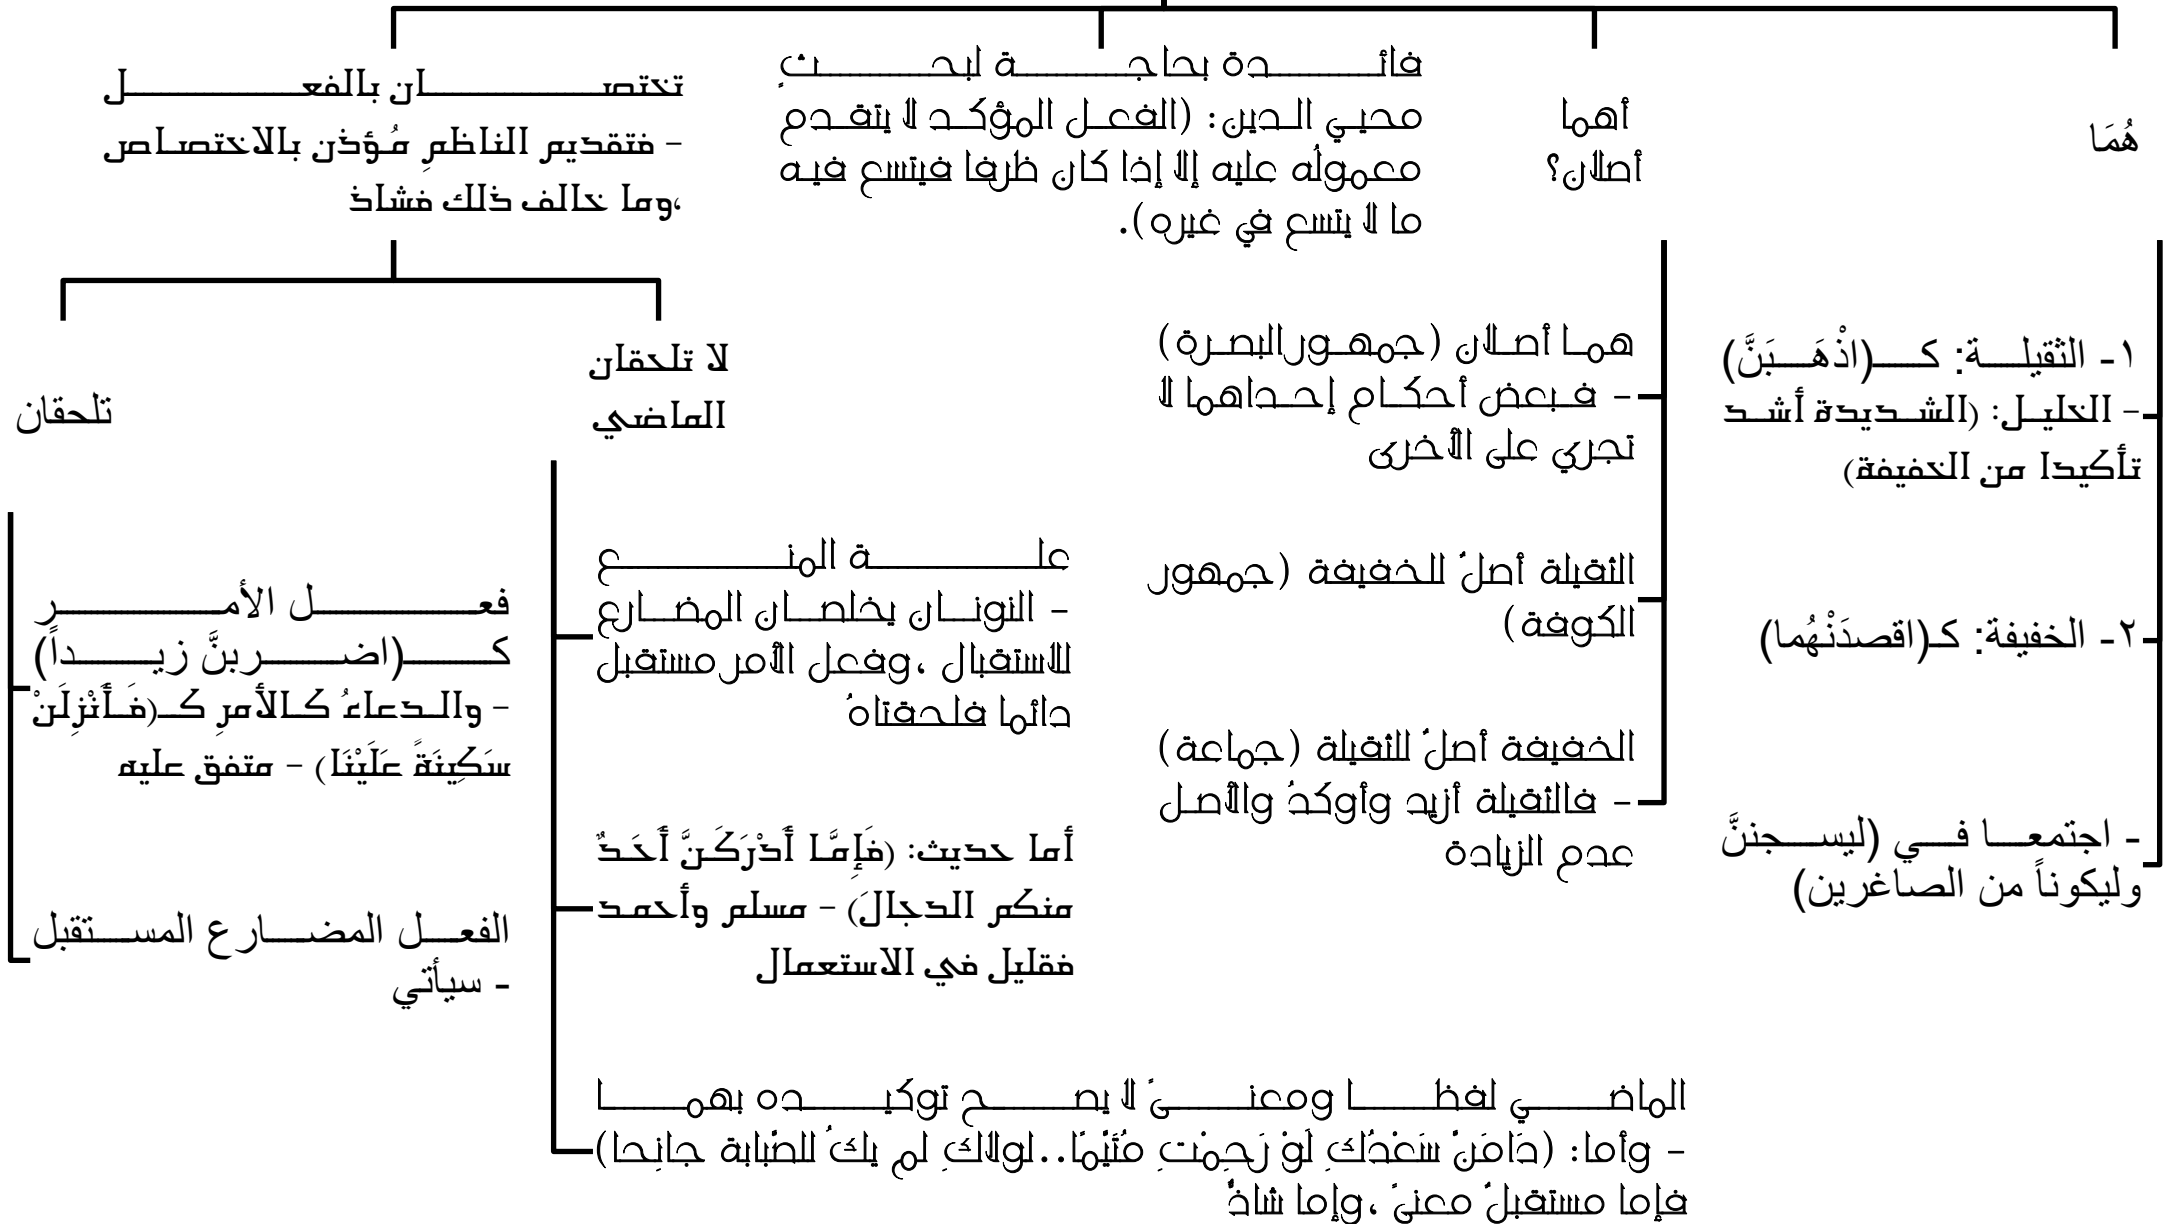 هُمَا
١- الثقيلة: كـ(اذْهَبَنَّ)
- الخليل: (الشديدة أشد
تأكيدا من الخفيفة)
٢- الخفيفة: كـ(اقصدَنْهُما)
- اجتمعا في (ليسجننَّ
وليكوناً من الصاغرين)
أهما
أصلان؟
هما أصلان (جمهورالبصرة)
- فبعض أحكام إحداهما لا
تجري على الأخرى
الثقيلة أصلٌ للخفيفة (جمهور
الكوفة)
الخفيفة أصلٌ للثقيلة (جماعة)
- فالثقيلة أزيد وأوكدُ والأصل
عدم الزيادة
فائدة بحاجة لبحثٍ
محيي الدين: (الفعل المؤكد لا يتقدم
معمولُه عليه إلا إذا كان ظرفا فيتسع فيه
ما لا يتسع في غيره).
تختصان بالفعل
- فتقديم الناظمِ مُؤذن بالاختصاص
،وما خالف ذلك فشاذ
لا تلحقان
الماضي
علة المنع
- النونان يخلصان المضارع
للاستقبال ،وفعل الأمر مستقبل
دائما فلحقتاهُ
أما حديث: (فَإِمَّا أَدْرَكَنَّ أَحَدٌ
منكم الدجالَ) - مسلم وأحمد
فقليل في الاستعمال
الماضي لفظا ومعنىً لا يصح توكيده بهما
- وأما: (دَامَنَّ سَعْدُكِ لَوْ رَحِمْتِ مُتَيَّمًا..لولاكِ لم يكُ للصَّبابة جانِحا)
فإما مستقبلٌ معنىً ،وإما شاذٌّ
تلحقان
فعل الأمر
كـ(اضربنَّ زيداً)
- والدعاءُ كالأمرِ كـ(فَأَنْزِلَنْ
سَكِينَةً عَلَيْنَا) - متفق عليه
الفعل المضارع المستقبل
- سيأتي